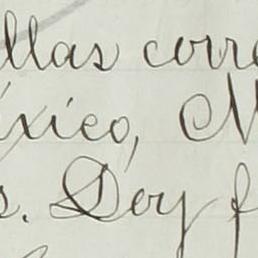 llas corre
éxico, N
s. Doy f